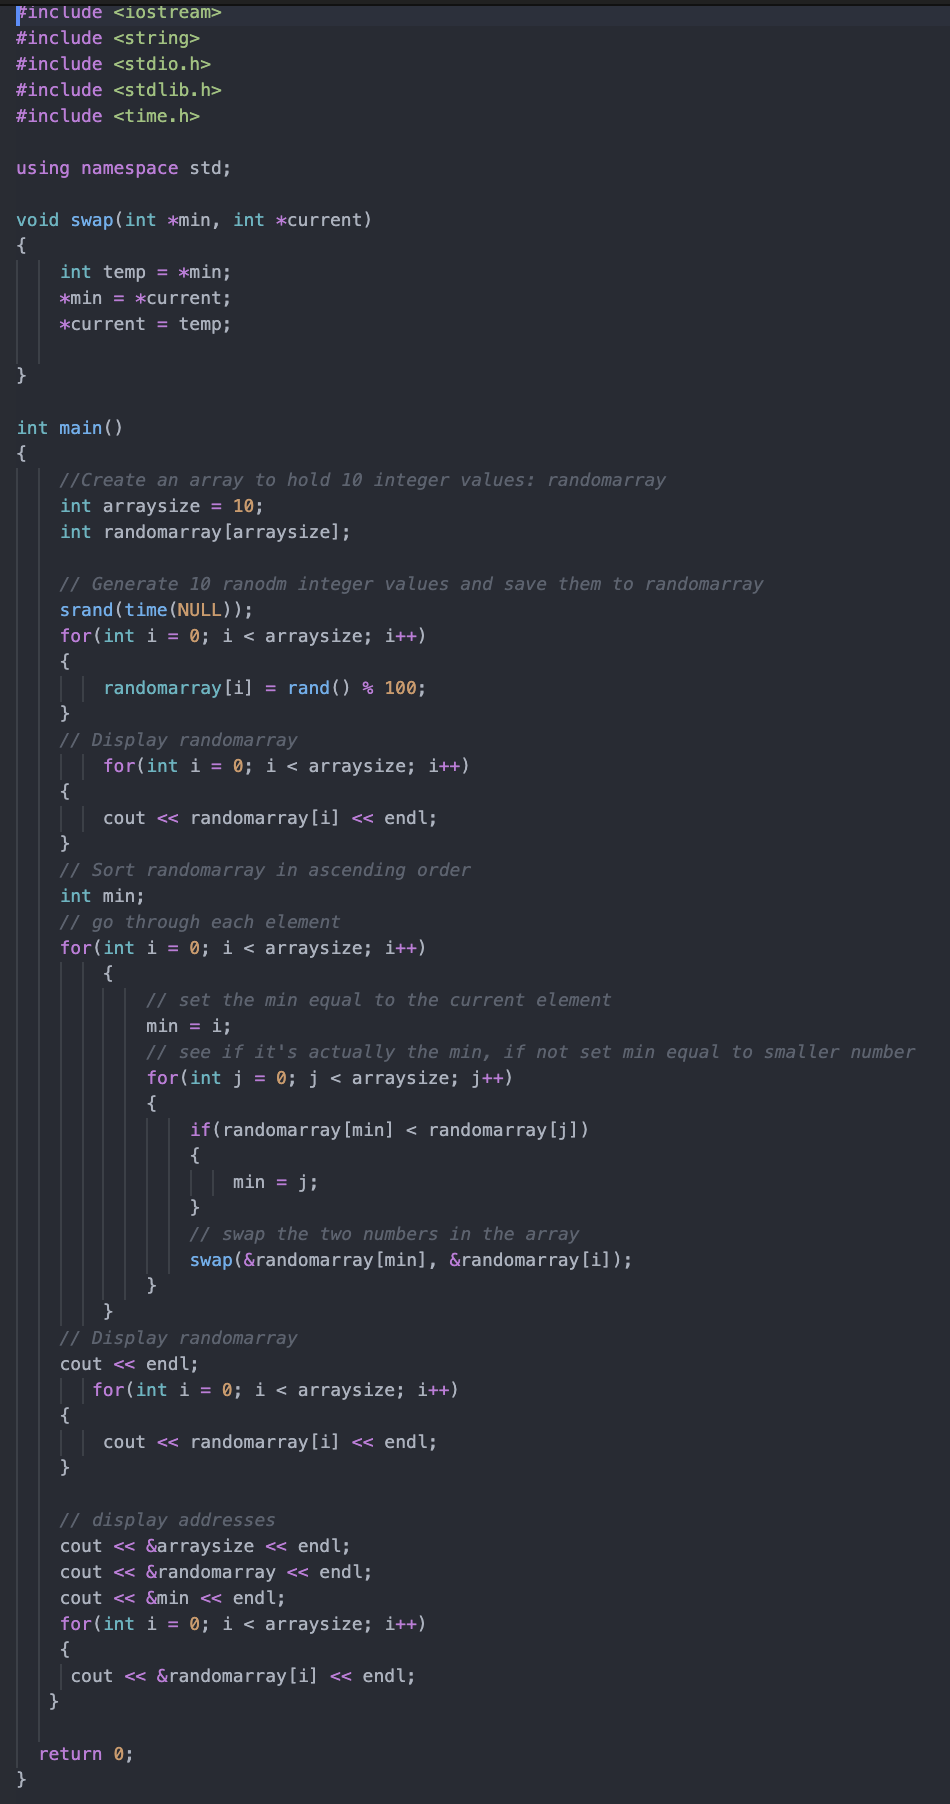 #include <iostream>
#include <string>
#include <stdio.h>
#include <stdlib.h>
#include <time.h>

using namespace std;

void swap(int *min, int *current)
{
    int temp = *min;
    *min = *current;
    *current = temp;

}

int main()
{
    //Create an array to hold 10 integer values: randomarray
    int arraysize = 10;
    int randomarray[arraysize];

    // Generate 10 ranodm integer values and save them to randomarray
    srand(time(NULL));
    for(int i = 0; i < arraysize; i++)
    {
        randomarray[i] = rand() % 100;
    }
    // Display randomarray
        for(int i = 0; i < arraysize; i++)
    {
        cout << randomarray[i] << endl;
    }
    // Sort randomarray in ascending order
    int min;
    // go through each element
    for(int i = 0; i < arraysize; i++)
        {
            // set the min equal to the current element
            min = i;
            // see if it's actually the min, if not set min equal to smaller number
            for(int j = 0; j < arraysize; j++)
            {
                if(randomarray[min] < randomarray[j])
                {
                    min = j;
                }
                // swap the two numbers in the array
                swap(&randomarray[min], &randomarray[i]);
            }
        }
    // Display randomarray
    cout << endl;
       for(int i = 0; i < arraysize; i++)
    {
        cout << randomarray[i] << endl;
    }

    // display addresses
    cout << &arraysize << endl;
    cout << &randomarray << endl;
    cout << &min << endl;
    for(int i = 0; i < arraysize; i++)
    {
     cout << &randomarray[i] << endl;
   }

  return 0;
}